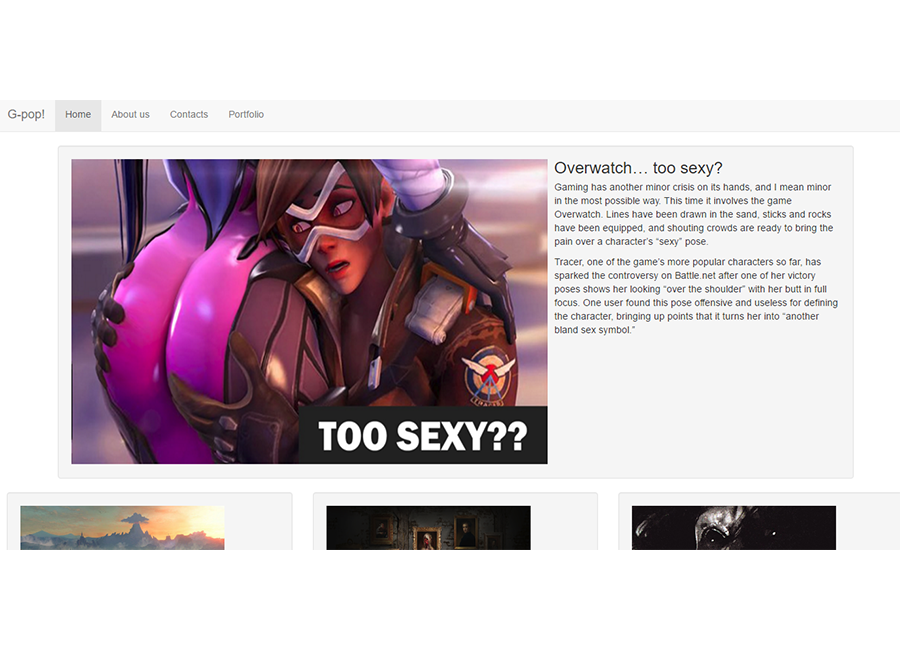 G-pop! Home About us Contacts Portfolio
TOO SEXY??
Overwatch… too sexy?
Gaming has another minor crisis on its hands, and I mean minor
in the most possible way. This time it involves the game
Overwatch. Lines have been drawn in the sand, sticks and rocks
have been equipped, and shouting crowds are ready to bring the
pain over a character's “sexy” pose.
Tracer, one of the game's more popular characters so far, has
sparked the controversy on Battle.net after one of her victory
poses shows her looking “over the shoulder” with her butt in full
focus. One user found this pose offensive and useless for defining
the character, bringing up points that it turns her into “another
bland sex symbol.”